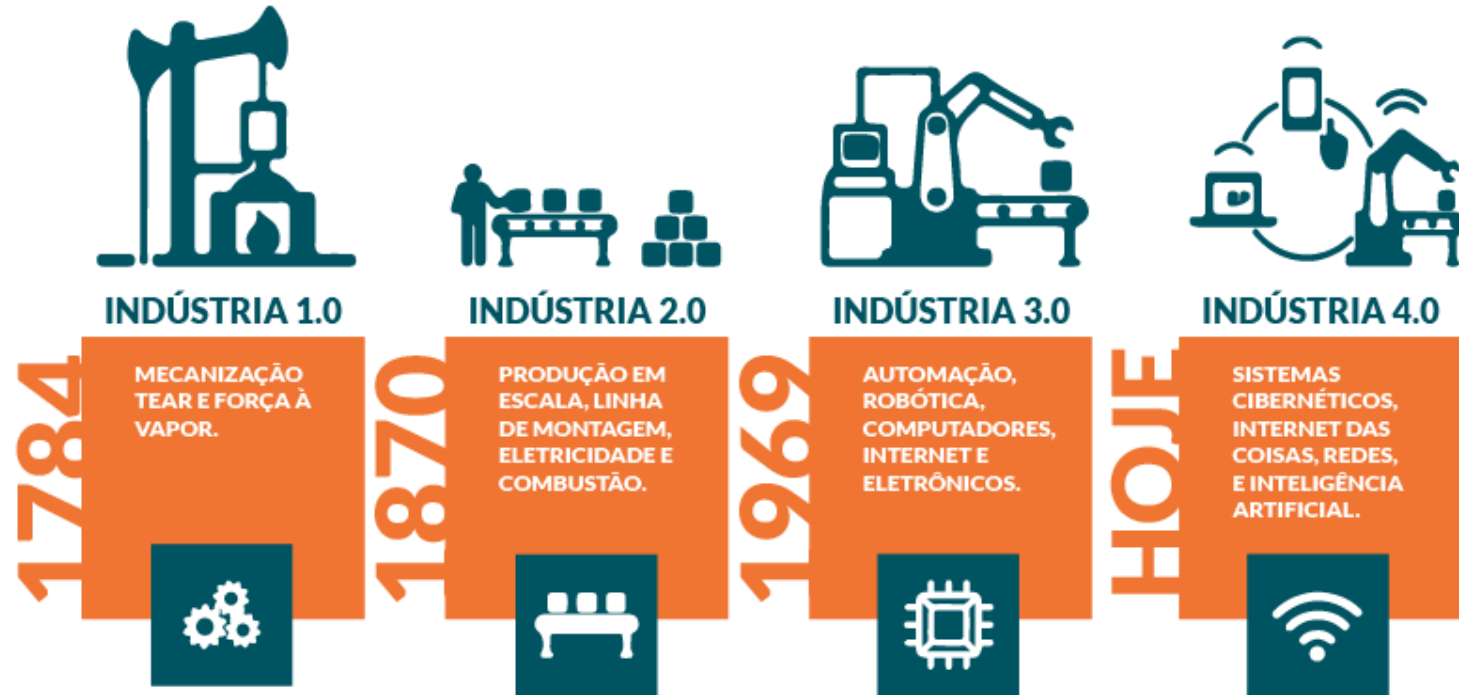 INDÚSTRIA 1.0
1784
MECANIZAÇÃO
TEAR E FORÇA À
VAPOR.
INDÚSTRIA 2.0
1870
PRODUÇÃO EM
ESCALA, LINHA
DE MONTAGEM,
ELETRICIDADE E
COMBUSTÃO.
INDÚSTRIA 3.0
1969
AUTOMAÇÃO,
ROBÓTICA,
COMPUTADORES,
INTERNET E
ELETRÔNICOS.
INDÚSTRIA 4.0
HOJE
SISTEMAS
CIBERNÉTICOS,
INTERNET DAS
COISAS, REDES,
E INTELIGÊNCIA
ARTIFICIAL.